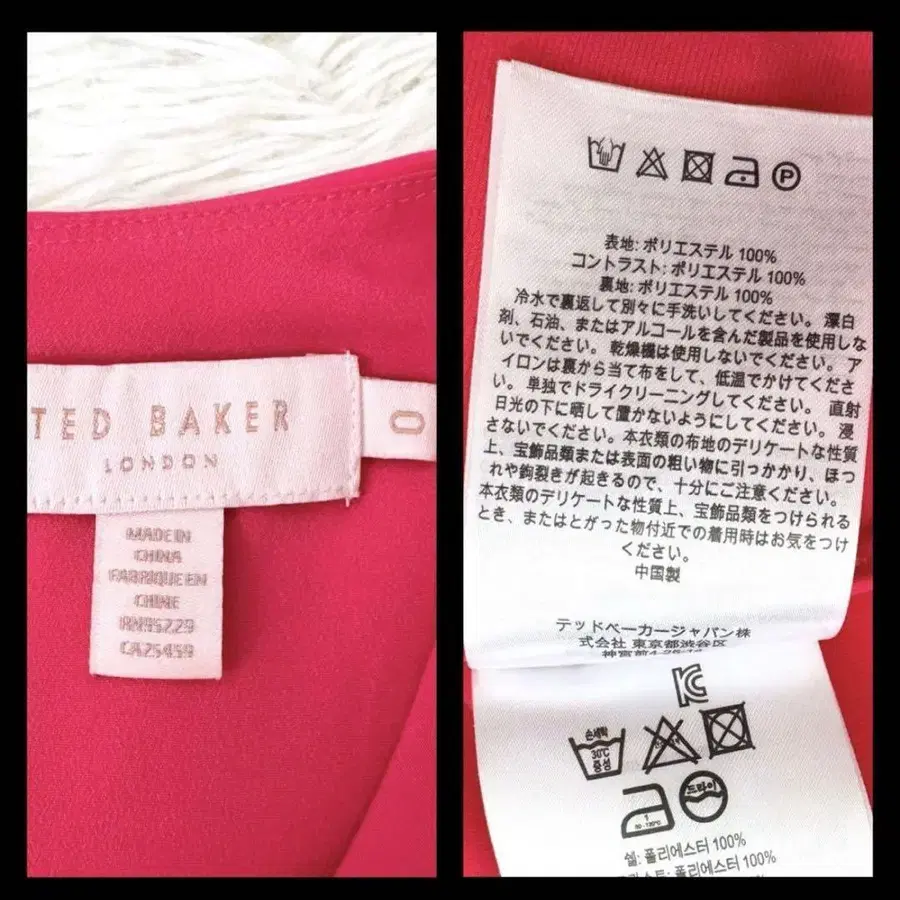 TED BAKER
LONDON
0
MADE IN
CHINA
FABRIQUE EN
CHINE
RN95229
CA25459
P
表地: ポリエステル 100%
コントラスト: ポリエステル 100%
裏地: ポリエステル 100%
冷水で裏返して別々に手洗いしてください。 漂白
剤、石油、またはアルコールを含んだ製品を使用しな
いでください。 乾燥機は使用しないでください。 ア
イロンは裏から当て布をして、低温でかけてくださ
い。 単独でドライクリーニングしてください。 直射
日光の下に晒して置かないようにしてください。 浸
さないでください。本衣類の布地のデリケートな性質
上、宝飾品類または表面の粗い物に引っかかり、ほつ
れや鉤裂きが起きるので、十分にご注意ください。
本衣類のデリケートな性質上、宝飾品類をつけられる
とき、またはとがった物付近での着用時はお気をつけ
ください。
中国製
テッドベーカージャパン株
式会社 東京都渋谷区
神宮前
손세탁
30℃
중성
드라이
1
80-120℃
쉘: 폴리에스터 100%
폴리에스터 100%